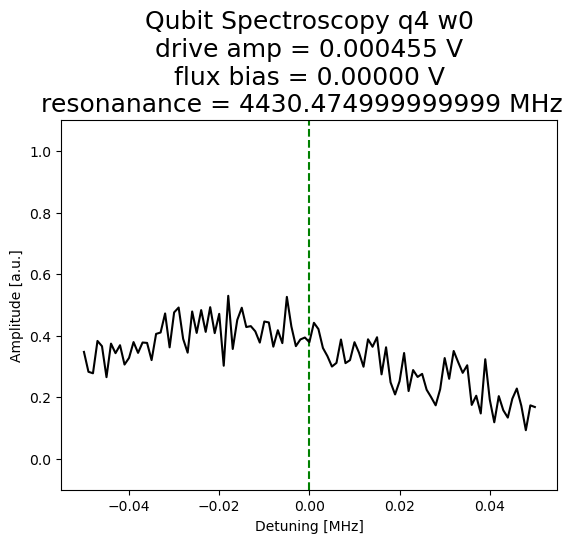 Qubit Spectroscopy q4 w0
drive amp = 0.000455 V
flux bias = 0.00000 V
resonanance = 4430.474999999999 MHz
1.0
0.8
0.6
0.4
0.2
0.0
Amplitude [a.u.]
−0.04
−0.02
0.00
0.02
0.04
Detuning [MHz]